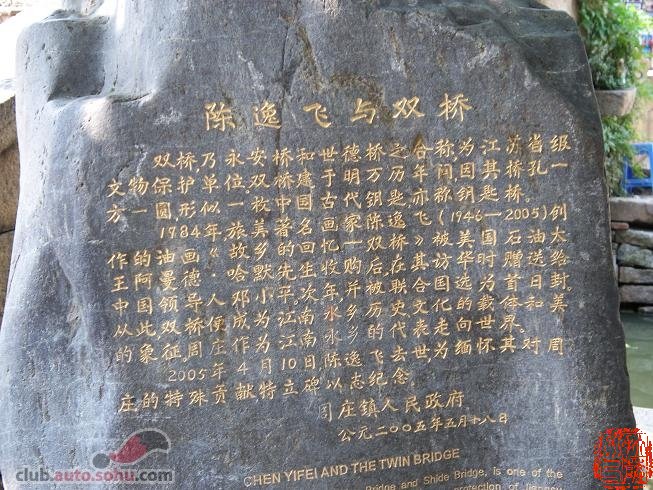 陈逸飞与双桥
双桥,乃永安桥和世德桥之合称,为江苏省级
文物保护单位,双桥建于明万历年间,因其桥孔一
方一圆,形似一枚中国古代钥匙,亦称钥匙桥。
1984年,旅美著名画家陈逸飞(1946—2005)创
作的油画《故乡的回忆—双桥》被美国石油大
王阿曼德·哈默先生收购后,在其访华时赠送给
中国领导人邓小平。次年,并被联合国选为首日封。
从此,双桥便成为江南水乡的历史文化的载体和美
的象征,周庄作为江南水乡的代表走向世界。
2005年4月10日,陈逸飞去世,为缅怀其对周
庄的特殊贡献特立碑以志纪念。
周庄镇人民政府
公元二〇〇五年五月十八日
CHEN YIFEI AND THE TWIN BRIDGE
Bridge and Shide Bridge, is one of the
protection of Jiangsu
club.auto.sohu.com